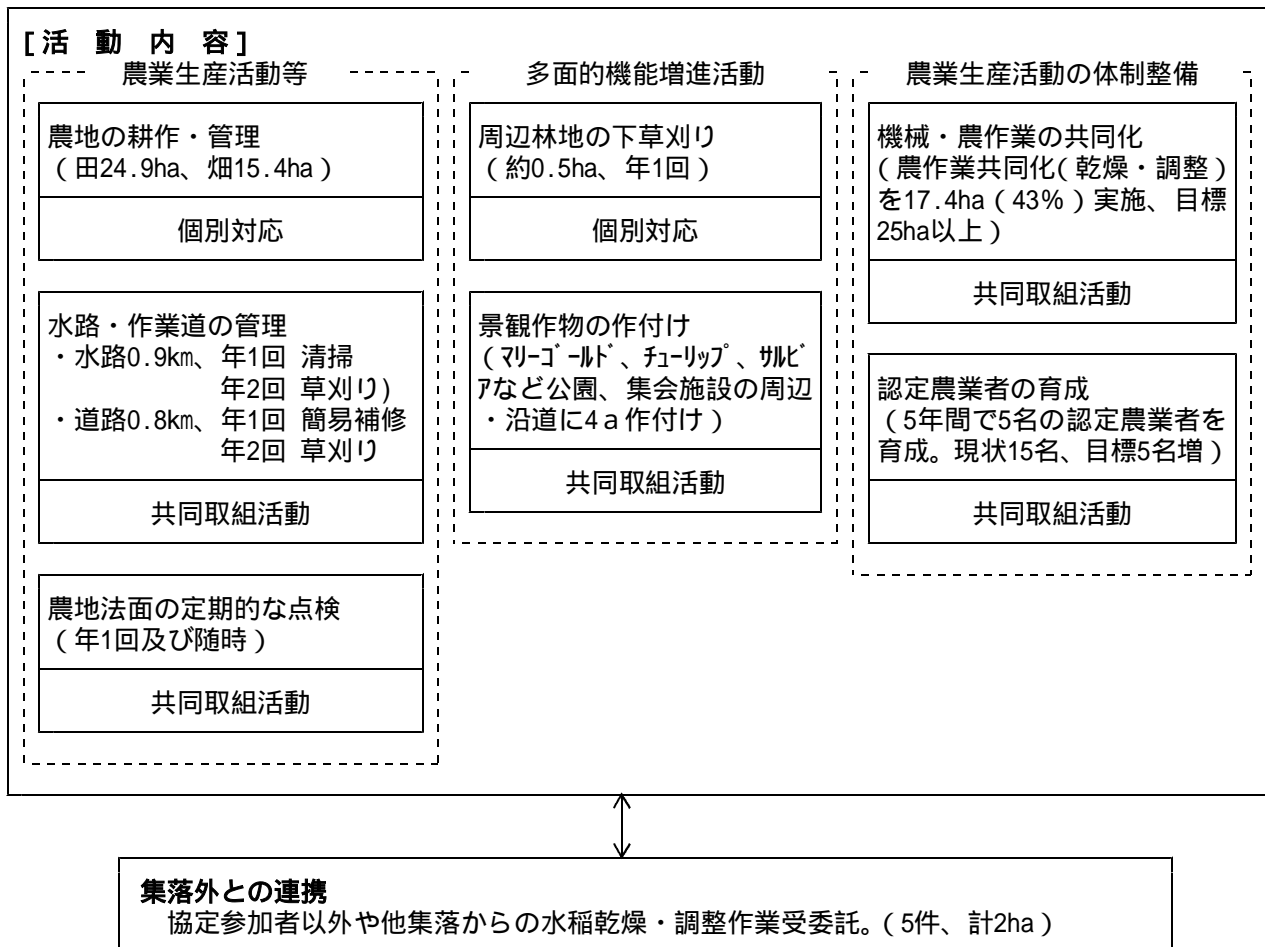 [活 動 内 容]
農業生産活動等
農地の耕作・管理
(田24.9ha、畑15.4ha)
個別対応
水路・作業道の管理
・水路0.9km、年1回 清掃
年2回 草刈り)
・道路0.8km、年1回 簡易補修
年2回 草刈り
共同取組活動
農地法面の定期的な点検
(年1回及び随時)
共同取組活動
多面的機能増進活動
周辺林地の下草刈り
(約0.5ha、年1回)
個別対応
景観作物の作付け
(マリーゴールド、チューリップ、サルビ
アなど公園、集会施設の周辺
・沿道に4a作付け)
共同取組活動
農業生産活動の体制整備
機械・農作業の共同化
(農作業共同化(乾燥・調整)
を17.4ha(43%)実施、目標
25ha以上)
共同取組活動
認定農業者の育成
(5年間で5名の認定農業者を
育成。現状15名、目標5名増)
共同取組活動
集落外との連携
協定参加者以外や他集落からの水稲乾燥・調整作業受委託。(5件、計2ha)